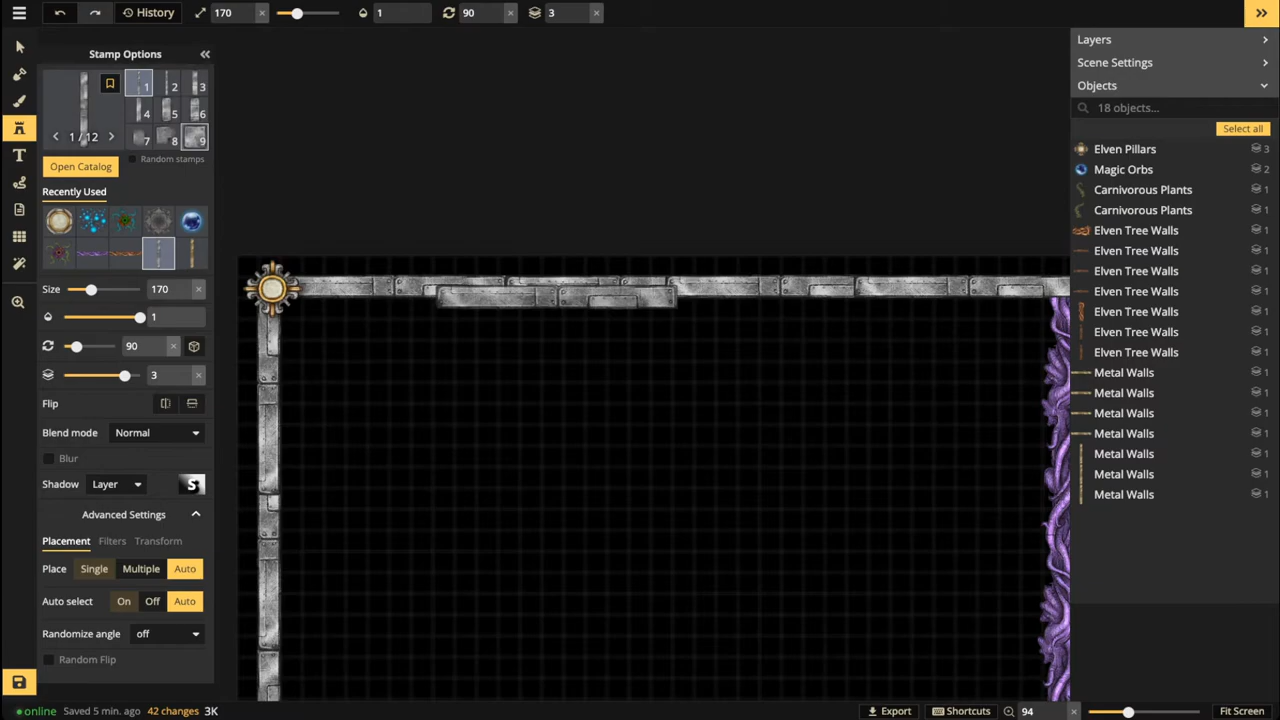 History
170
1
90
3
Stamp Options
1
2
3
4
5
6
7
8
9
1/12
Open Catalog
Random stamps
Recently Used
Size
170
1
90
3
Flip
Blend mode
Normal
Blur
Shadow
Layer
S
Advanced Settings
Placement
Filters
Transform
Place
Single
Multiple
Auto
Auto select
On
Off
Auto
Randomize angle
off
Random Flip
Layers
Scene Settings
Objects
18 objects...
Select all
Elven Pillars 3
Magic Orbs 2
Carnivorous Plants 1
Carnivorous Plants 1
Elven Tree Walls 1
Elven Tree Walls 1
Elven Tree Walls 1
Elven Tree Walls 1
Elven Tree Walls 1
Elven Tree Walls 1
Elven Tree Walls 1
Metal Walls 1
Metal Walls 1
Metal Walls 1
Metal Walls 1
Metal Walls 1
Metal Walls 1
Metal Walls 1
online
Saved 5 min. ago
42 changes
3K
Export
Shortcuts
94
Fit Screen